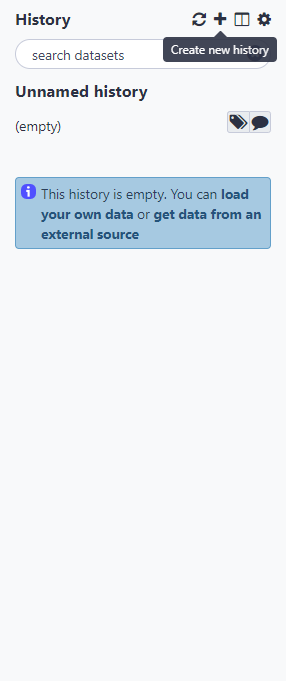 History
Create new history
search datasets
Unnamed history
(empty)
This history is empty. You can load
your own data or get data from an
external source